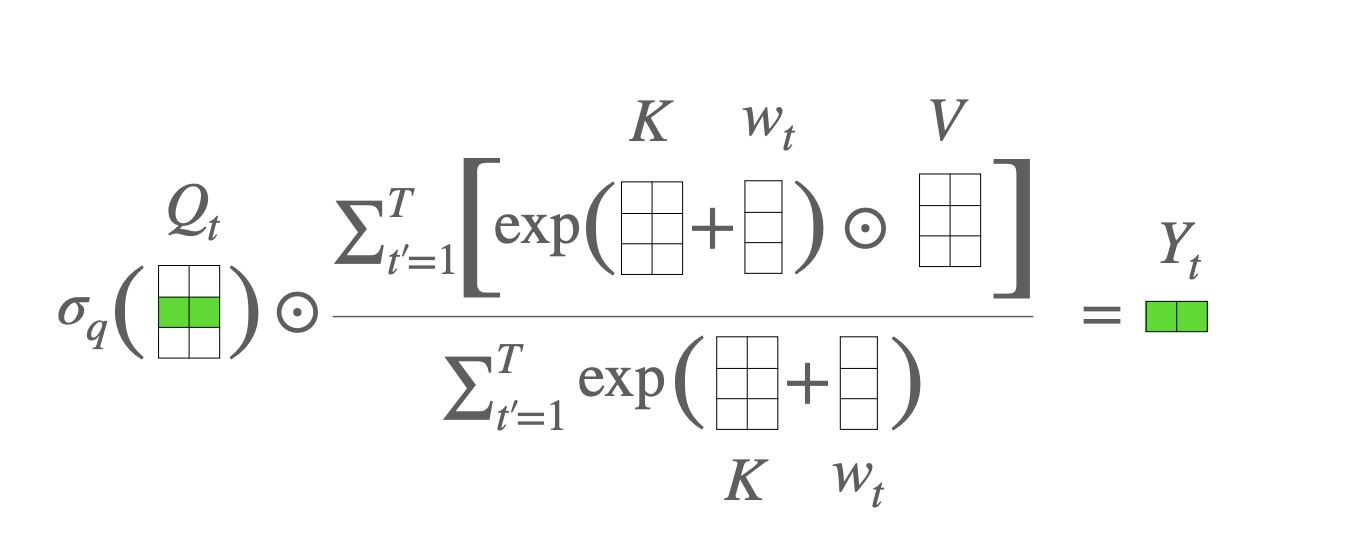 K w_t V
Q_t
σ_q( ) ⊙ ∑_{t'=1}^{T} [ exp( + ) ⊙ ]
= Y_t
∑_{t'=1}^{T} exp( + )
K w_t